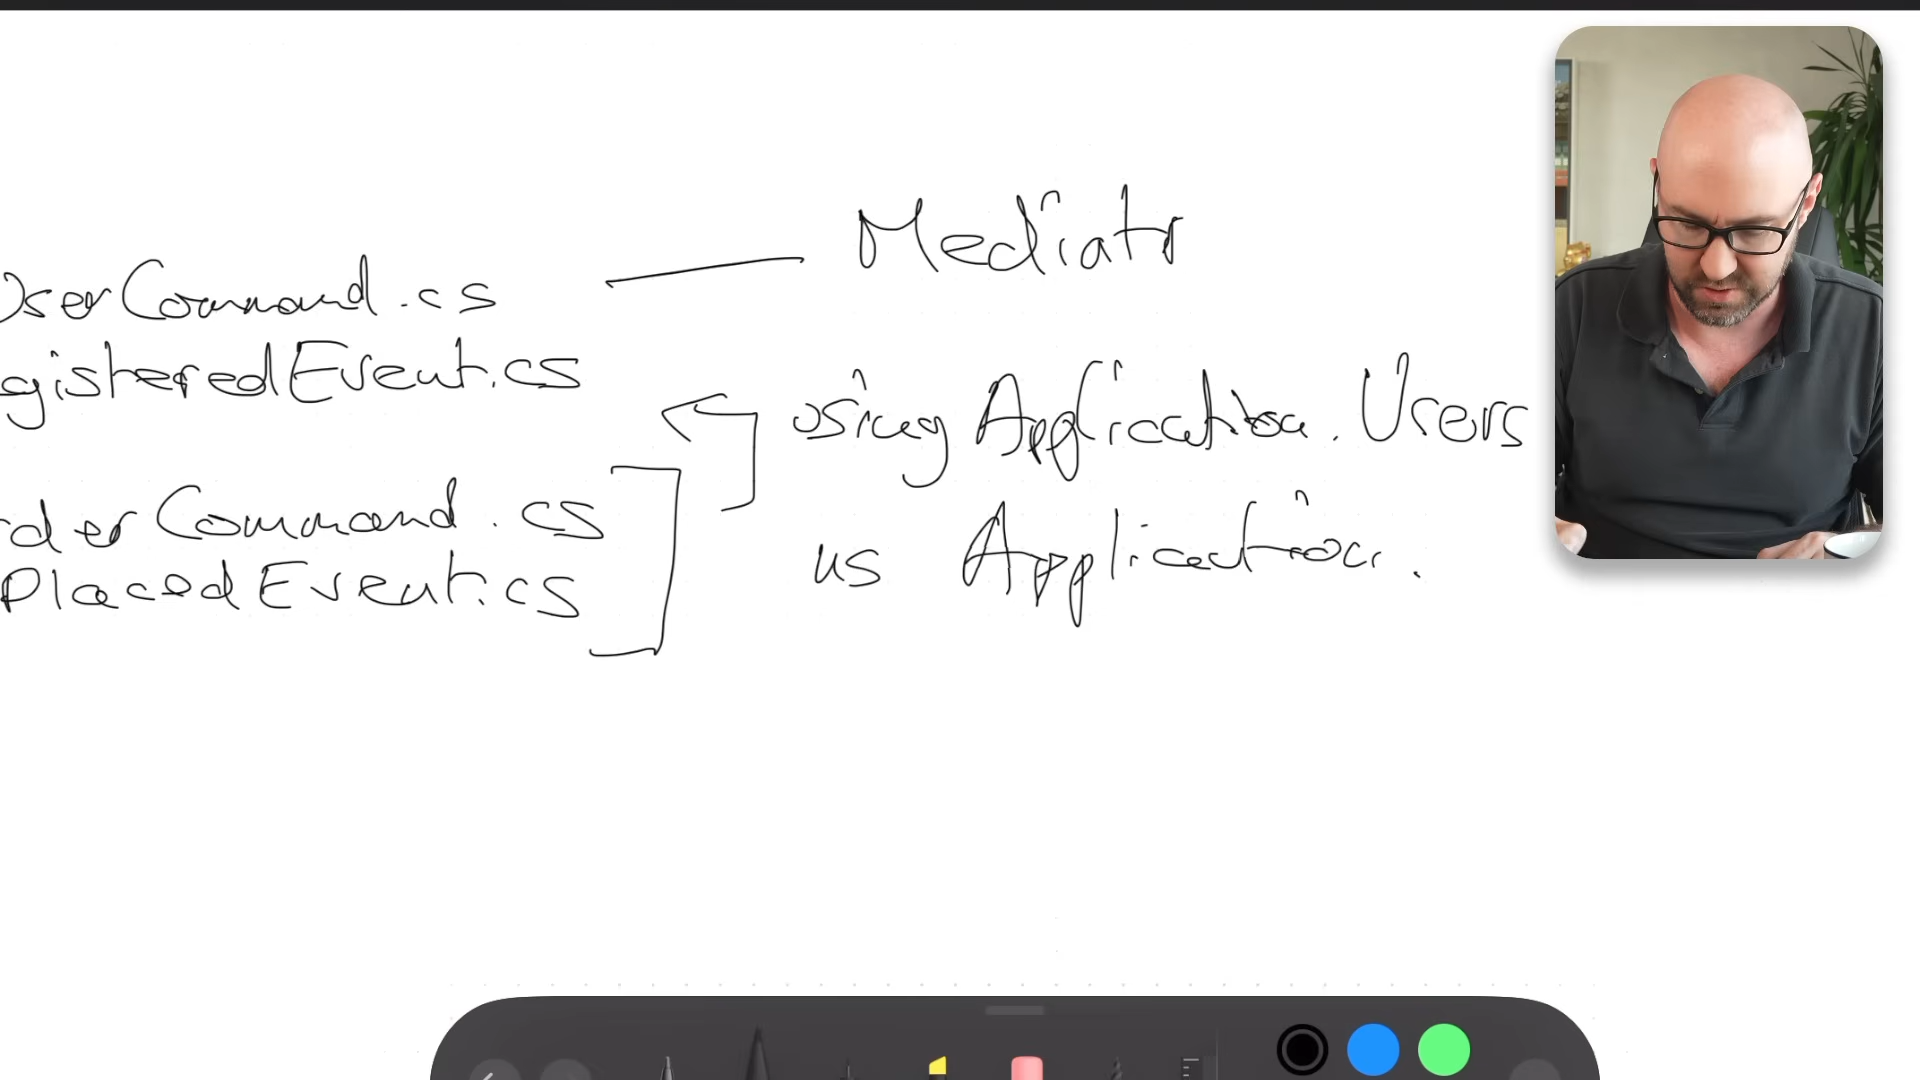 Mediatr
UserCommand.cs
gisteredEvent.cs
using Application.Users
rderCommand.cs
us Application.
PlacedEvent.cs